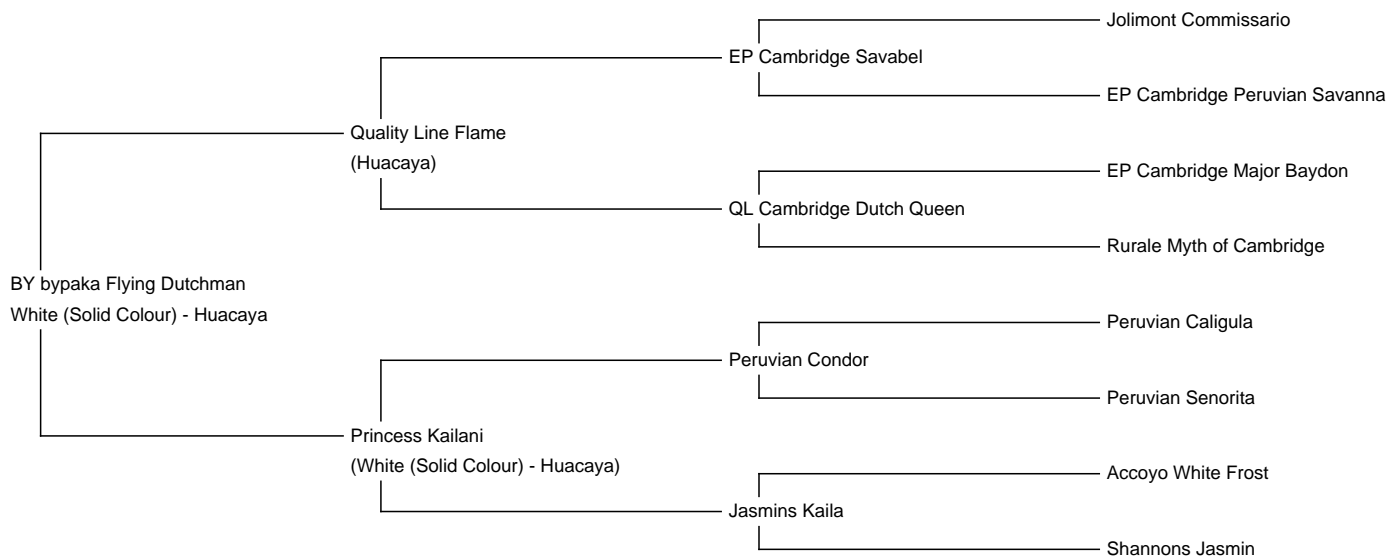 Jolimont Commissario
EP Cambridge Savabel
EP Cambridge Peruvian Savanna
Quality Line Flame
(Huacaya)
EP Cambridge Major Baydon
QL Cambridge Dutch Queen
Rurale Myth of Cambridge
BY bypaka Flying Dutchman
White (Solid Colour) - Huacaya
Peruvian Caligula
Peruvian Condor
Peruvian Senorita
Princess Kailani
(White (Solid Colour) - Huacaya)
Accoyo White Frost
Jasmins Kaila
Shannons Jasmin